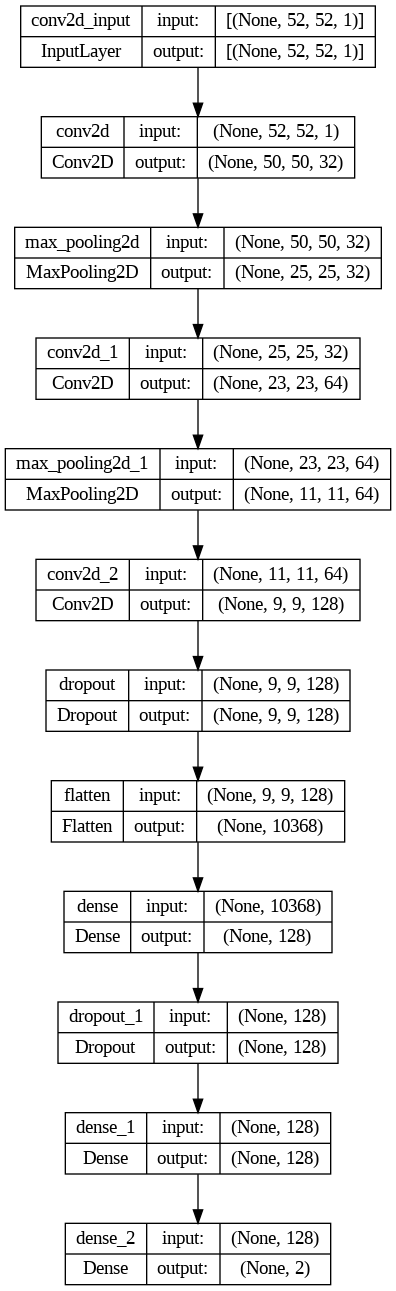 conv2d_input input: [(None, 52, 52, 1)]
InputLayer output: [(None, 52, 52, 1)]
conv2d input: (None, 52, 52, 1)
Conv2D output: (None, 50, 50, 32)
max_pooling2d input: (None, 50, 50, 32)
MaxPooling2D output: (None, 25, 25, 32)
conv2d_1 input: (None, 25, 25, 32)
Conv2D output: (None, 23, 23, 64)
max_pooling2d_1 input: (None, 23, 23, 64)
MaxPooling2D output: (None, 11, 11, 64)
conv2d_2 input: (None, 11, 11, 64)
Conv2D output: (None, 9, 9, 128)
dropout input: (None, 9, 9, 128)
Dropout output: (None, 9, 9, 128)
flatten input: (None, 9, 9, 128)
Flatten output: (None, 10368)
dense input: (None, 10368)
Dense output: (None, 128)
dropout_1 input: (None, 128)
Dropout output: (None, 128)
dense_1 input: (None, 128)
Dense output: (None, 128)
dense_2 input: (None, 128)
Dense output: (None, 2)